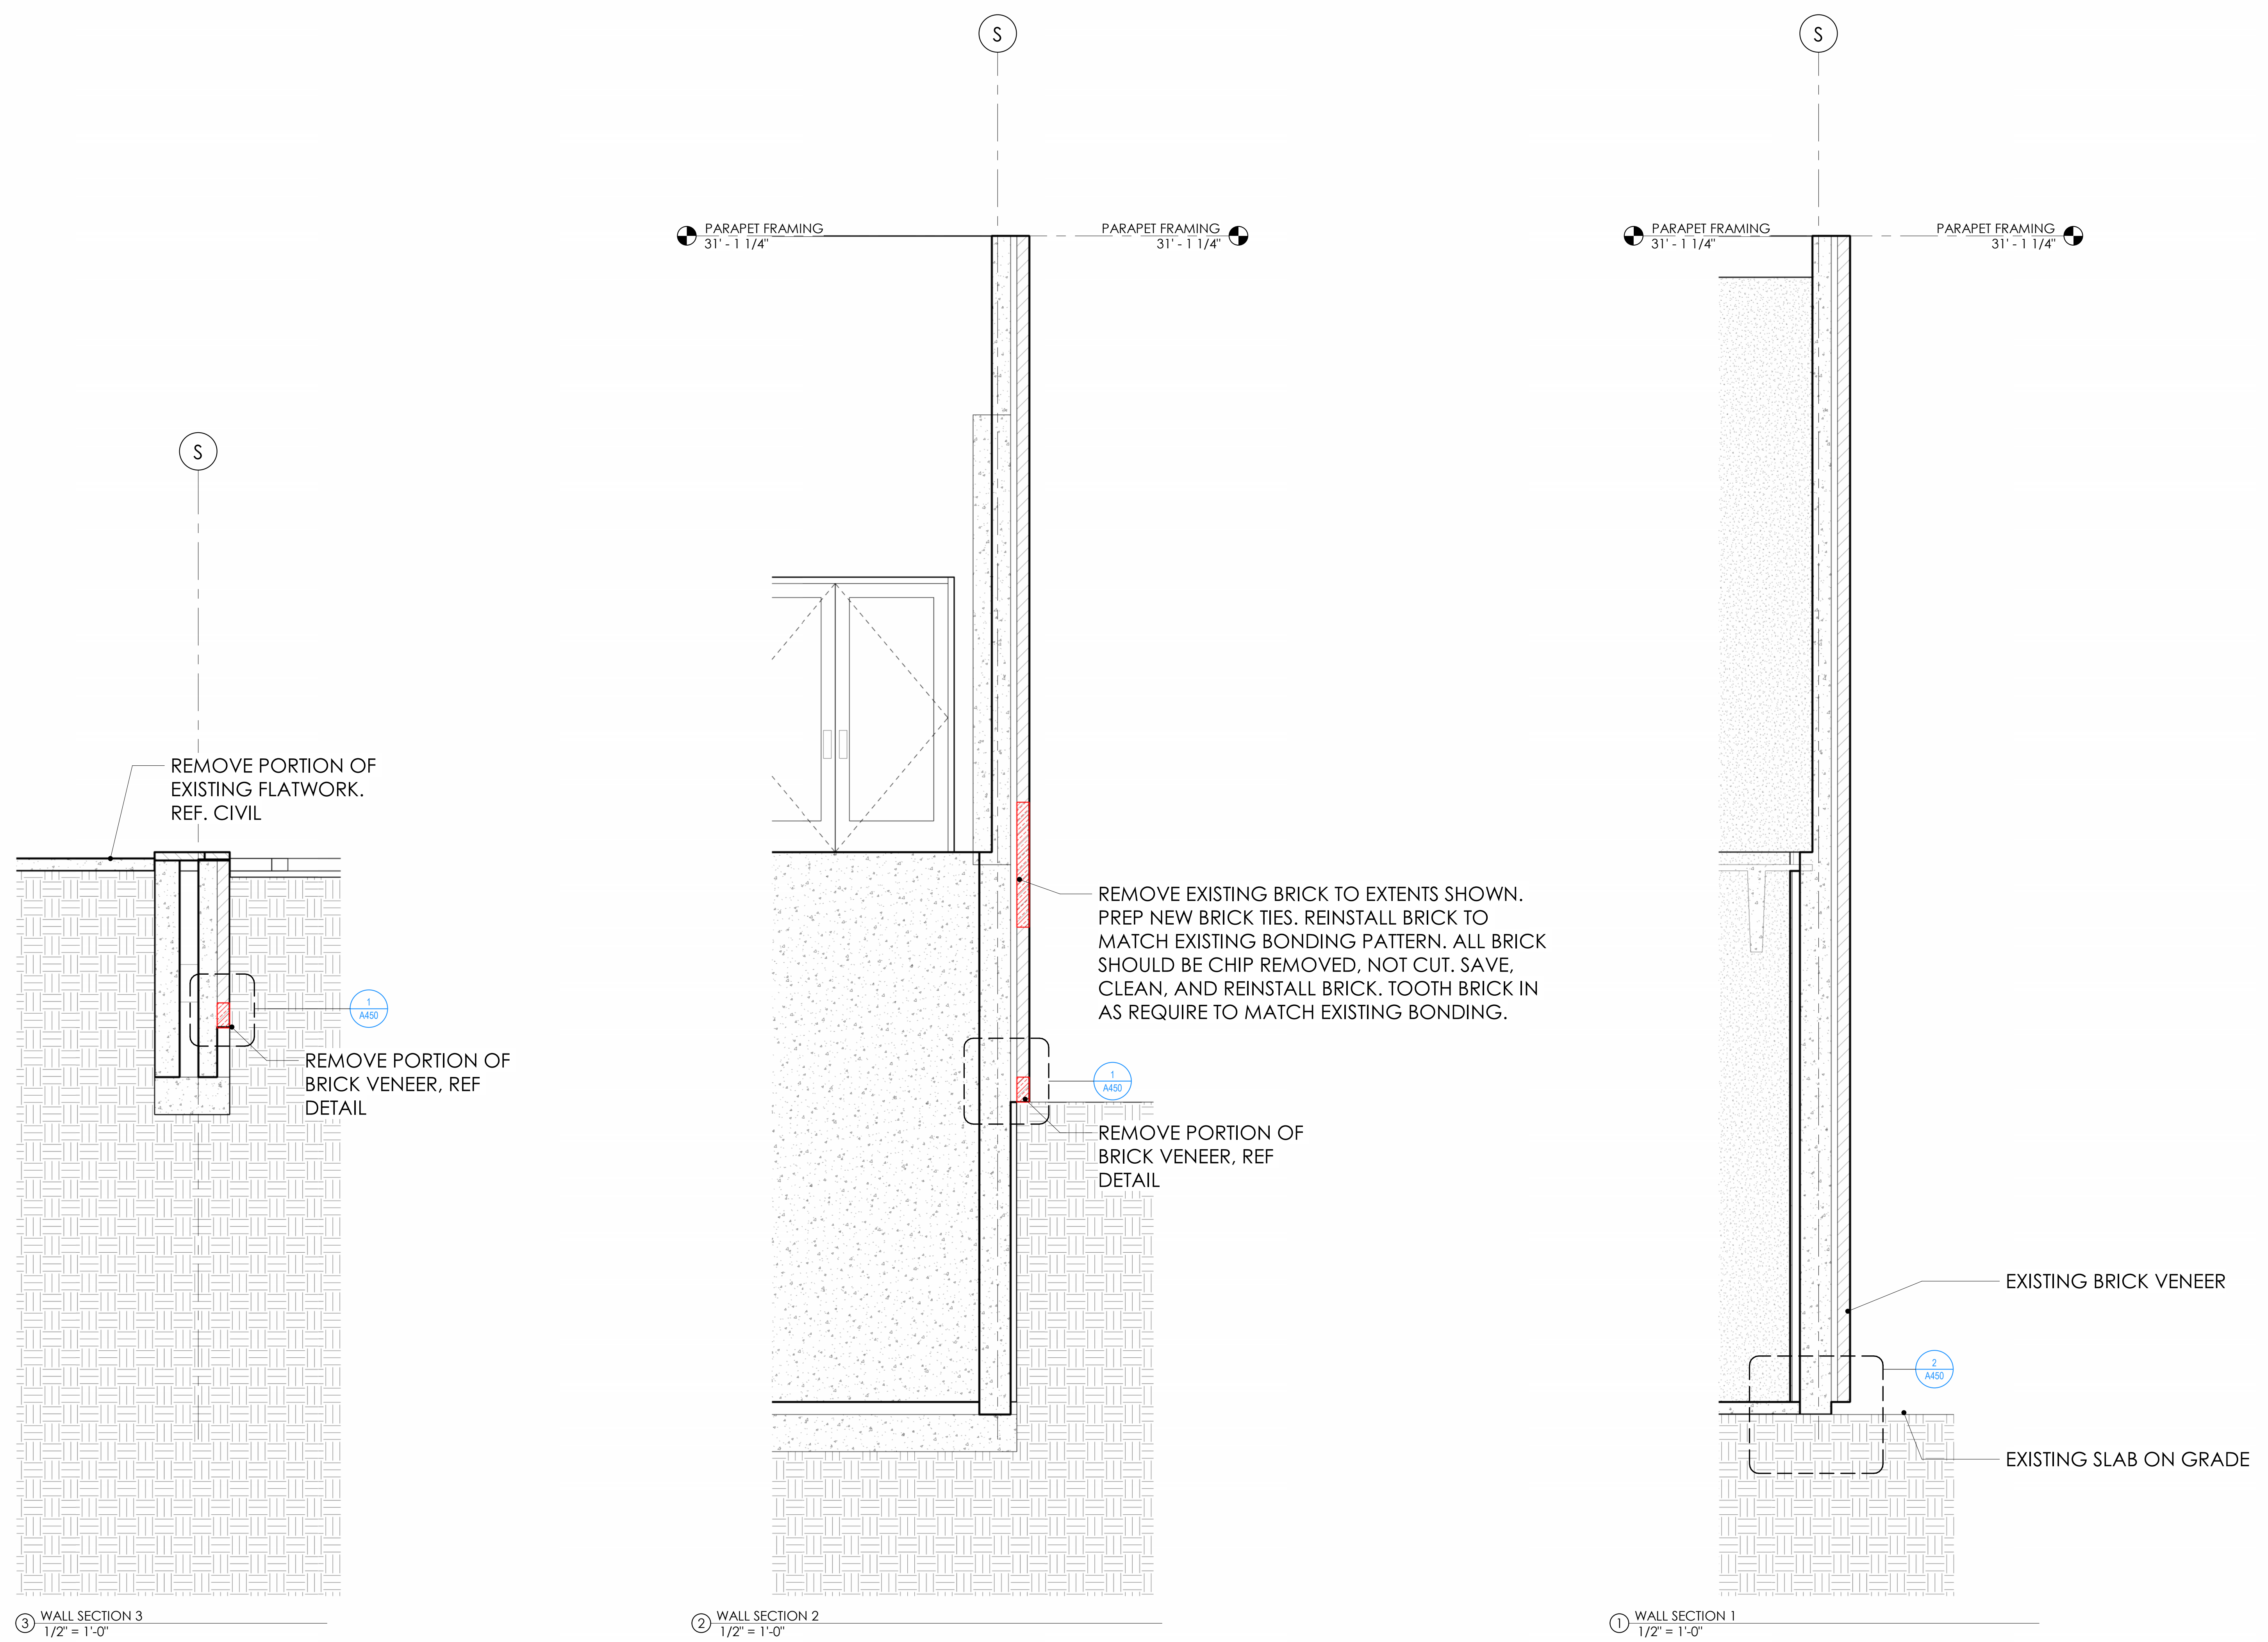 S
S
PARAPET FRAMING
31' - 1 1/4"
PARAPET FRAMING
31' - 1 1/4"
PARAPET FRAMING
31' - 1 1/4"
PARAPET FRAMING
31' - 1 1/4"
S
REMOVE PORTION OF
EXISTING FLATWORK.
REF. CIVIL
1
A450
REMOVE PORTION OF
BRICK VENEER, REF
DETAIL
REMOVE EXISTING BRICK TO EXTENTS SHOWN.
PREP NEW BRICK TIES. REINSTALL BRICK TO
MATCH EXISTING BONDING PATTERN. ALL BRICK
SHOULD BE CHIP REMOVED, NOT CUT. SAVE,
CLEAN, AND REINSTALL BRICK. TOOTH BRICK IN
AS REQUIRE TO MATCH EXISTING BONDING.
1
A450
REMOVE PORTION OF
BRICK VENEER, REF
DETAIL
EXISTING BRICK VENEER
2
A450
EXISTING SLAB ON GRADE
3
WALL SECTION 3
1/2" = 1'-0"
2
WALL SECTION 2
1/2" = 1'-0"
1
WALL SECTION 1
1/2" = 1'-0"